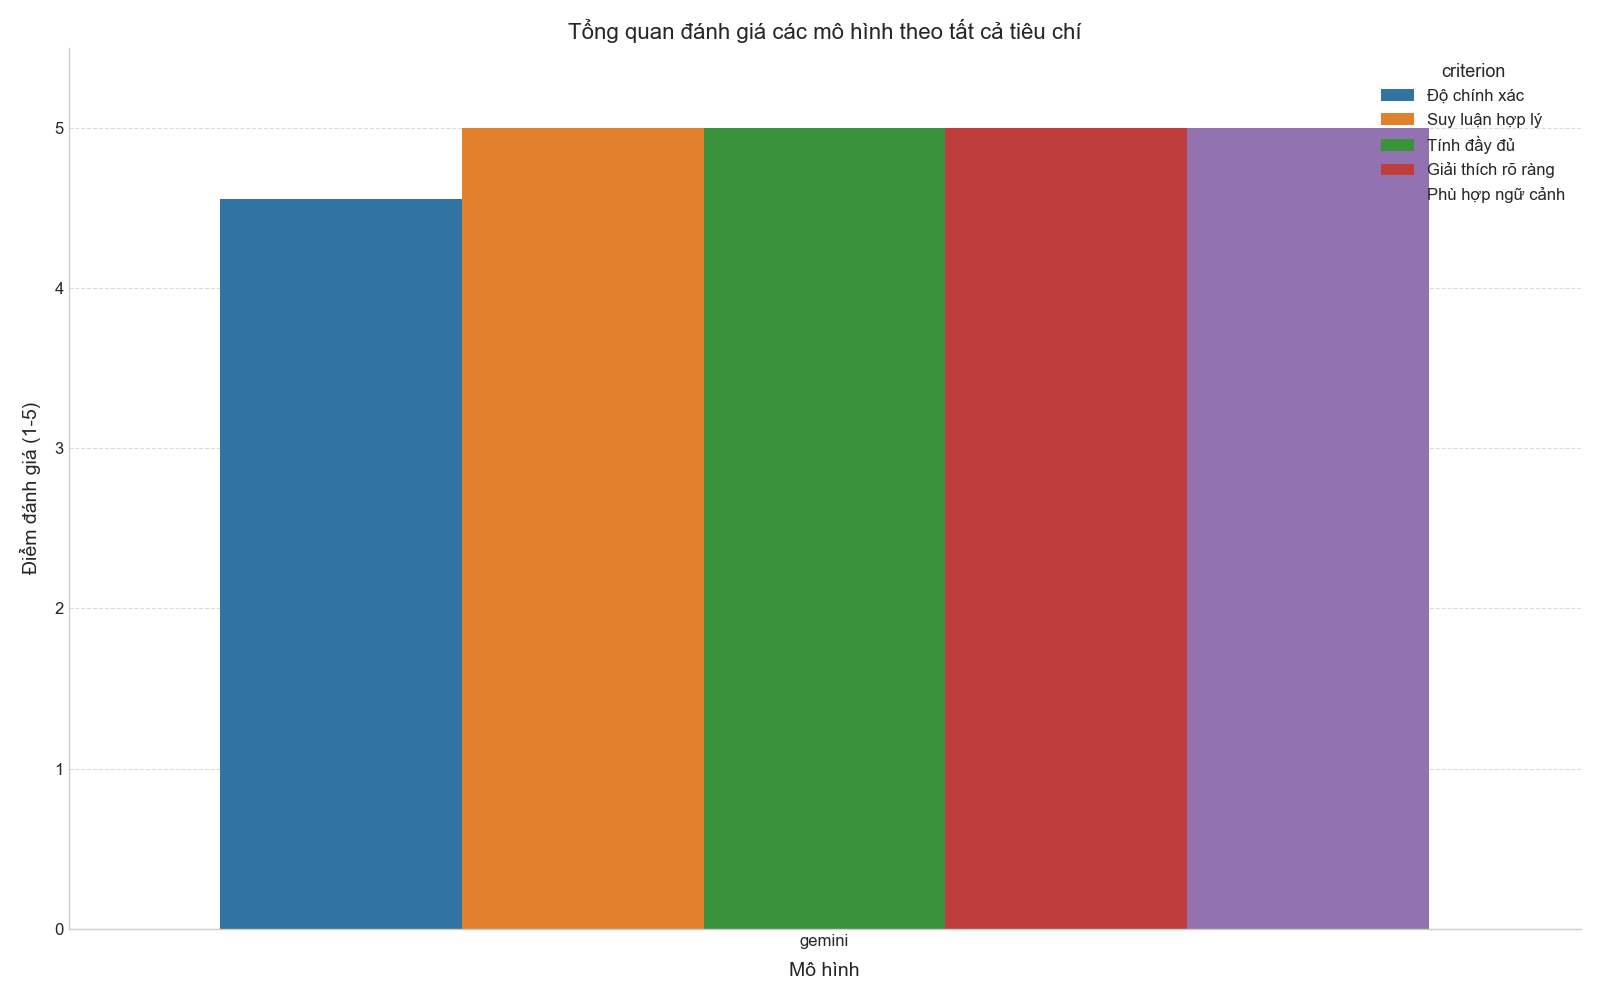 Tổng quan đánh giá các mô hình theo tất cả tiêu chí
criterion
Độ chính xác
Suy luận hợp lý
Tính đầy đủ
Giải thích rõ ràng
Phù hợp ngữ cảnh
Điểm đánh giá (1-5)
5
4
3
2
1
0
gemini
Mô hình